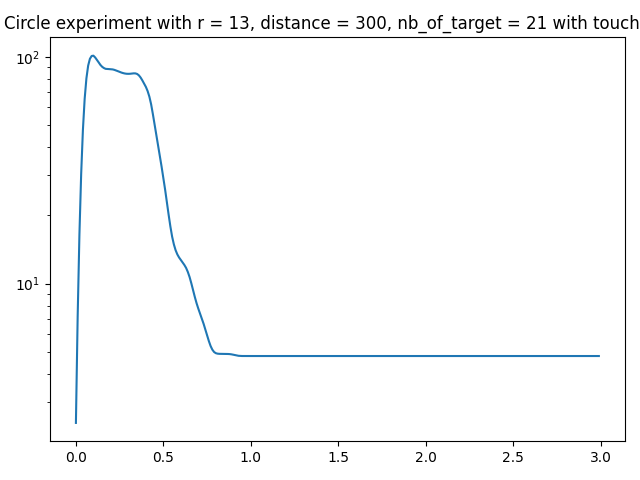 Circle experiment with r = 13, distance = 300, nb_of_target = 21 with touch
10²
10¹
0.0 0.5 1.0 1.5 2.0 2.5 3.0